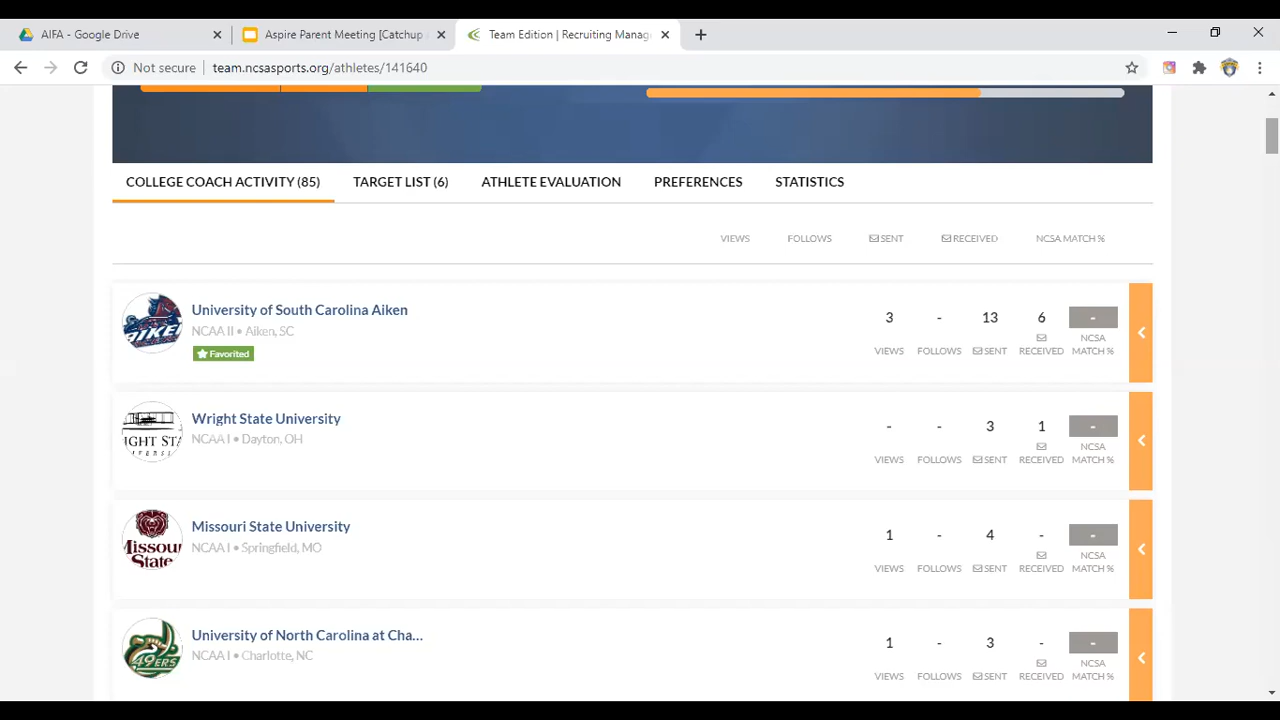 AIFA - Google Drive
Aspire Parent Meeting [Catchup
Team Edition | Recruiting Manag
Not secure
team.ncsasports.org/athletes/141640
COLLEGE COACH ACTIVITY (85)
TARGET LIST (6)
ATHLETE EVALUATION
PREFERENCES
STATISTICS
VIEWS FOLLOWS SENT RECEIVED NCSA MATCH %
AIKEN
University of South Carolina Aiken
NCAA II • Aiken, SC
Favorited
3 - 13 6 -
VIEWS FOLLOWS SENT RECEIVED NCSA MATCH %
Wright State University
NCAA I • Dayton, OH
- - 3 1 -
VIEWS FOLLOWS SENT RECEIVED NCSA MATCH %
Missouri State University
NCAA I • Springfield, MO
1 - 4 - -
VIEWS FOLLOWS SENT RECEIVED NCSA MATCH %
49ERS
University of North Carolina at Cha...
NCAA I • Charlotte, NC
1 - 3 - -
VIEWS FOLLOWS SENT RECEIVED NCSA MATCH %